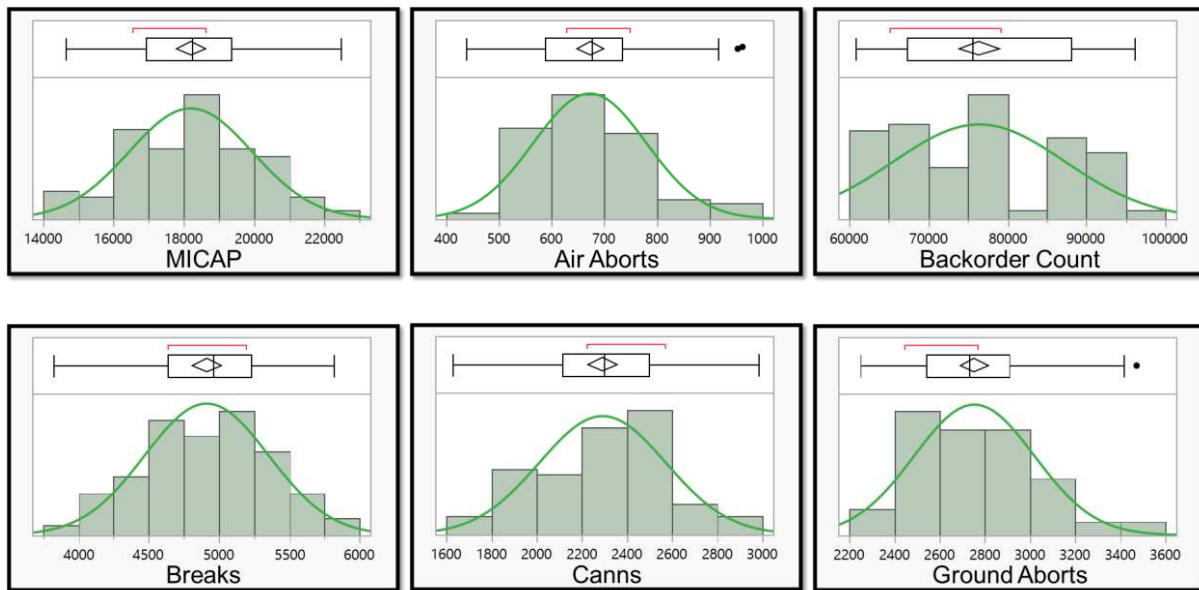 14000 16000 18000 20000 22000
MICAP
400 500 600 700 800 900 1000
Air Aborts
60000 70000 80000 90000 100000
Backorder Count
4000 4500 5000 5500 6000
Breaks
1600 1800 2000 2200 2400 2600 2800 3000
Canns
2200 2400 2600 2800 3000 3200 3400 3600
Ground Aborts